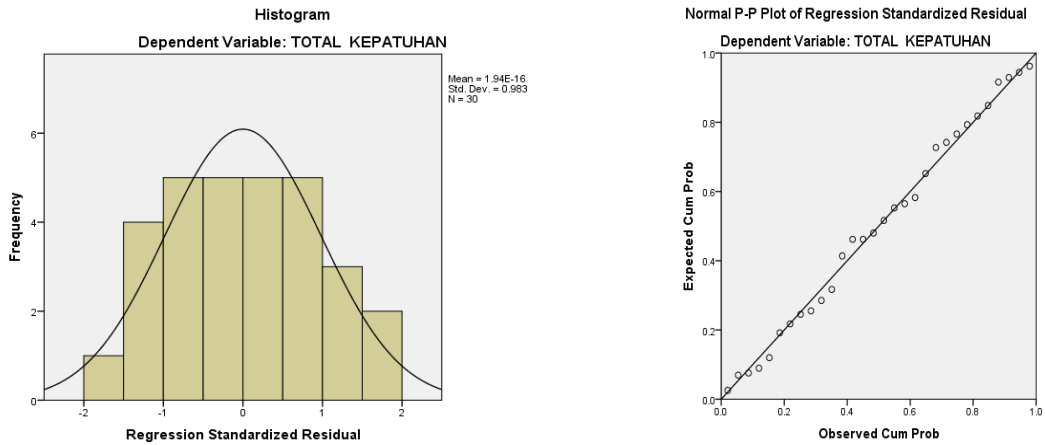 Histogram
Dependent Variable: TOTAL KEPATUHAN
Mean = 1.94E-16
Std. Dev. = 0.983
N = 30
Frequency
6
4
2
0
-2
-1
0
1
2
Regression Standardized Residual
Normal P-P Plot of Regression Standardized Residual
Dependent Variable: TOTAL KEPATUHAN
Expected Cum Prob
1.0
0.8
0.6
0.4
0.2
0.0
0.0
0.2
0.4
0.6
0.8
1.0
Observed Cum Prob